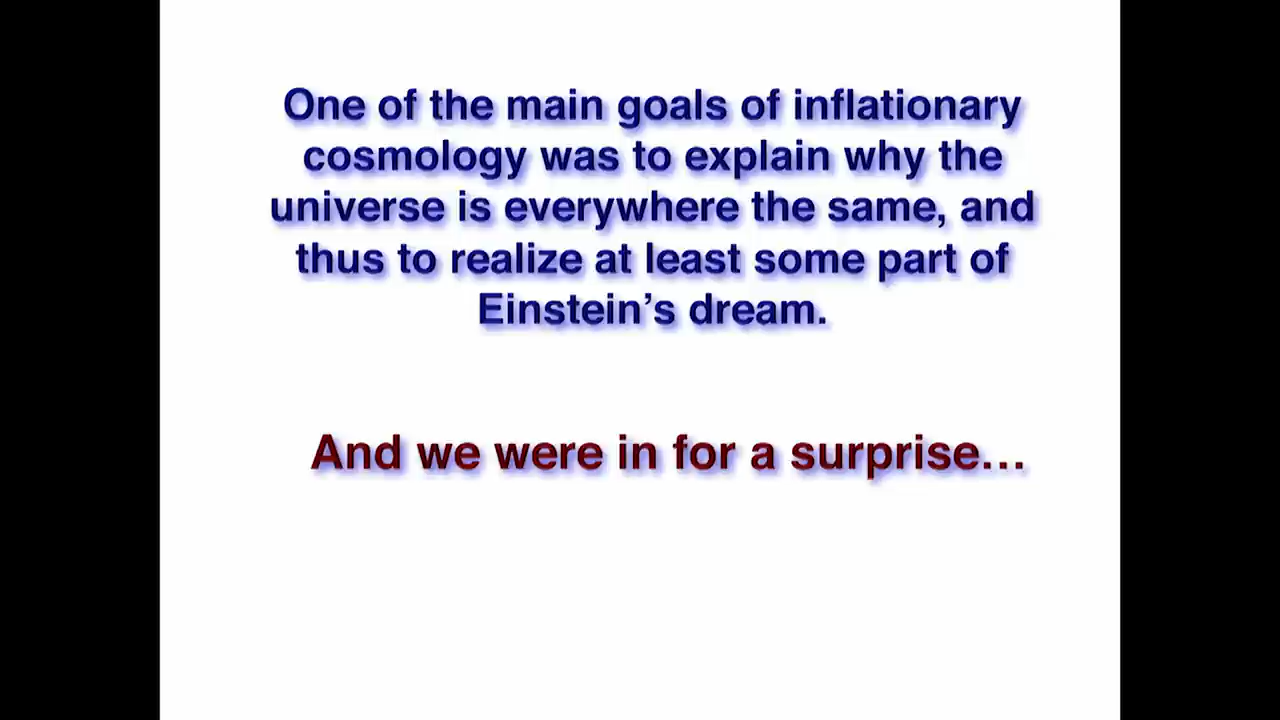 One of the main goals of inflationary
cosmology was to explain why the
universe is everywhere the same, and
thus to realize at least some part of
Einstein’s dream.
And we were in for a surprise…